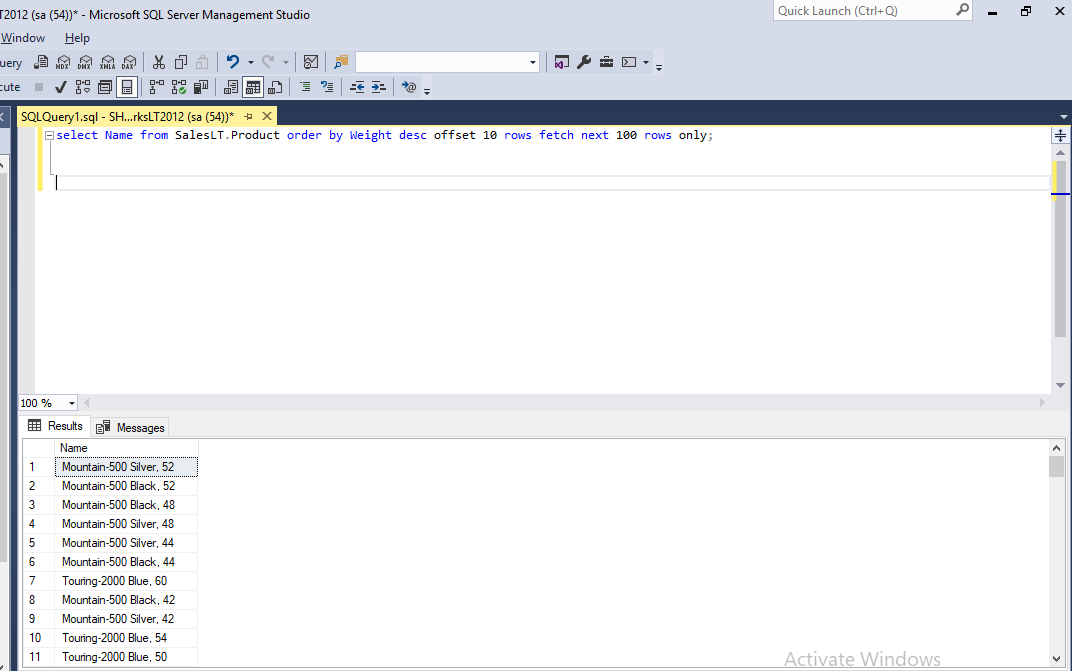 T2012 (sa (54))* - Microsoft SQL Server Management Studio
Quick Launch (Ctrl+Q)
Window Help
uery
MDX DMX XMLA DAX
cute
SQLQuery1.sql - SH...rksLT2012 (sa (54))*
select Name from SalesLT.Product order by Weight desc offset 10 rows fetch next 100 rows only;
100 %
Results Messages
Name
1 Mountain-500 Silver, 52
2 Mountain-500 Black, 52
3 Mountain-500 Black, 48
4 Mountain-500 Silver, 48
5 Mountain-500 Silver, 44
6 Mountain-500 Black, 44
7 Touring-2000 Blue, 60
8 Mountain-500 Black, 42
9 Mountain-500 Silver, 42
10 Touring-2000 Blue, 54
11 Touring-2000 Blue, 50
Activate Windows